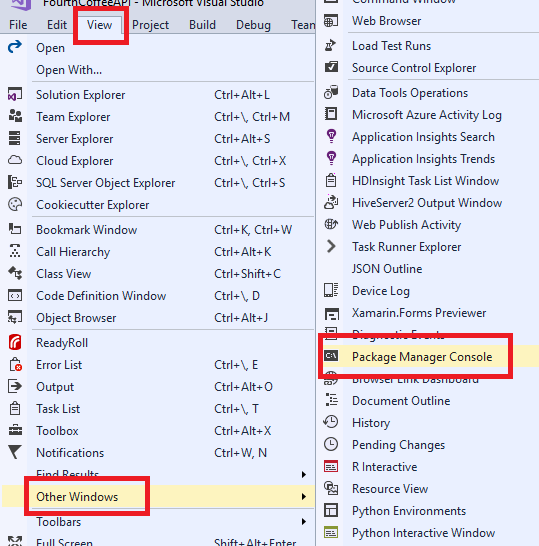 FourthCoffeeAPI - Microsoft Visual Studio
File Edit View Project Build Debug Team
Open
Open With...
Solution Explorer Ctrl+Alt+L
Team Explorer Ctrl+\, Ctrl+M
Server Explorer Ctrl+Alt+S
Cloud Explorer Ctrl+\, Ctrl+X
SQL Server Object Explorer Ctrl+\, Ctrl+S
Cookiecutter Explorer
Bookmark Window Ctrl+K, Ctrl+W
Call Hierarchy Ctrl+Alt+K
Class View Ctrl+Shift+C
Code Definition Window Ctrl+\, D
Object Browser Ctrl+Alt+J
ReadyRoll
Error List Ctrl+\, E
Output Ctrl+Alt+O
Task List Ctrl+\, T
Toolbox Ctrl+Alt+X
Notifications Ctrl+W, N
Find Results
Other Windows
Toolbars
Full Screen Shift+Alt+Enter
Web Browser
Load Test Runs
Source Control Explorer
Data Tools Operations
Microsoft Azure Activity Log
Application Insights Search
Application Insights Trends
HDInsight Task List Window
HiveServer2 Output Window
Web Publish Activity
Task Runner Explorer
JSON Outline
Device Log
Xamarin.Forms Previewer
Diagnostic Events
C:\ Package Manager Console
Browser Link Dashboard
Document Outline
History
Pending Changes
R Interactive
Resource View
Python Environments
Python Interactive Window